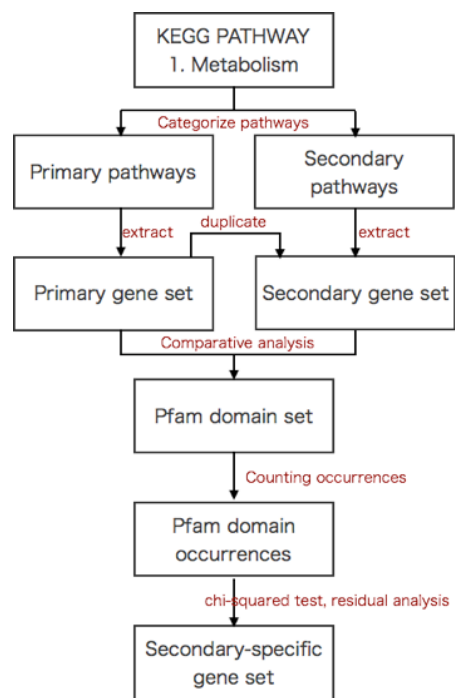 KEGG PATHWAY
1. Metabolism
Categorize pathways
Primary pathways
Secondary
pathways
extract
duplicate
extract
Primary gene set
Secondary gene set
Comparative analysis
Pfam domain set
Counting occurrences
Pfam domain
occurrences
chi-squared test, residual analysis
Secondary-specific
gene set